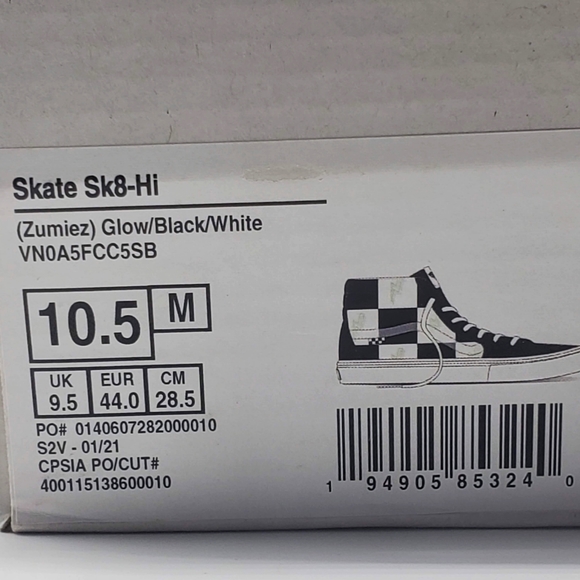 Skate Sk8-Hi
(Zumiez) Glow/Black/White
VN0A5FCC5SB
10.5 M
UK EUR CM
9.5 44.0 28.5
PO# 0140607282000010
S2V - 01/21
CPSIA PO/CUT#
400115138600010
1 94905 85324 0